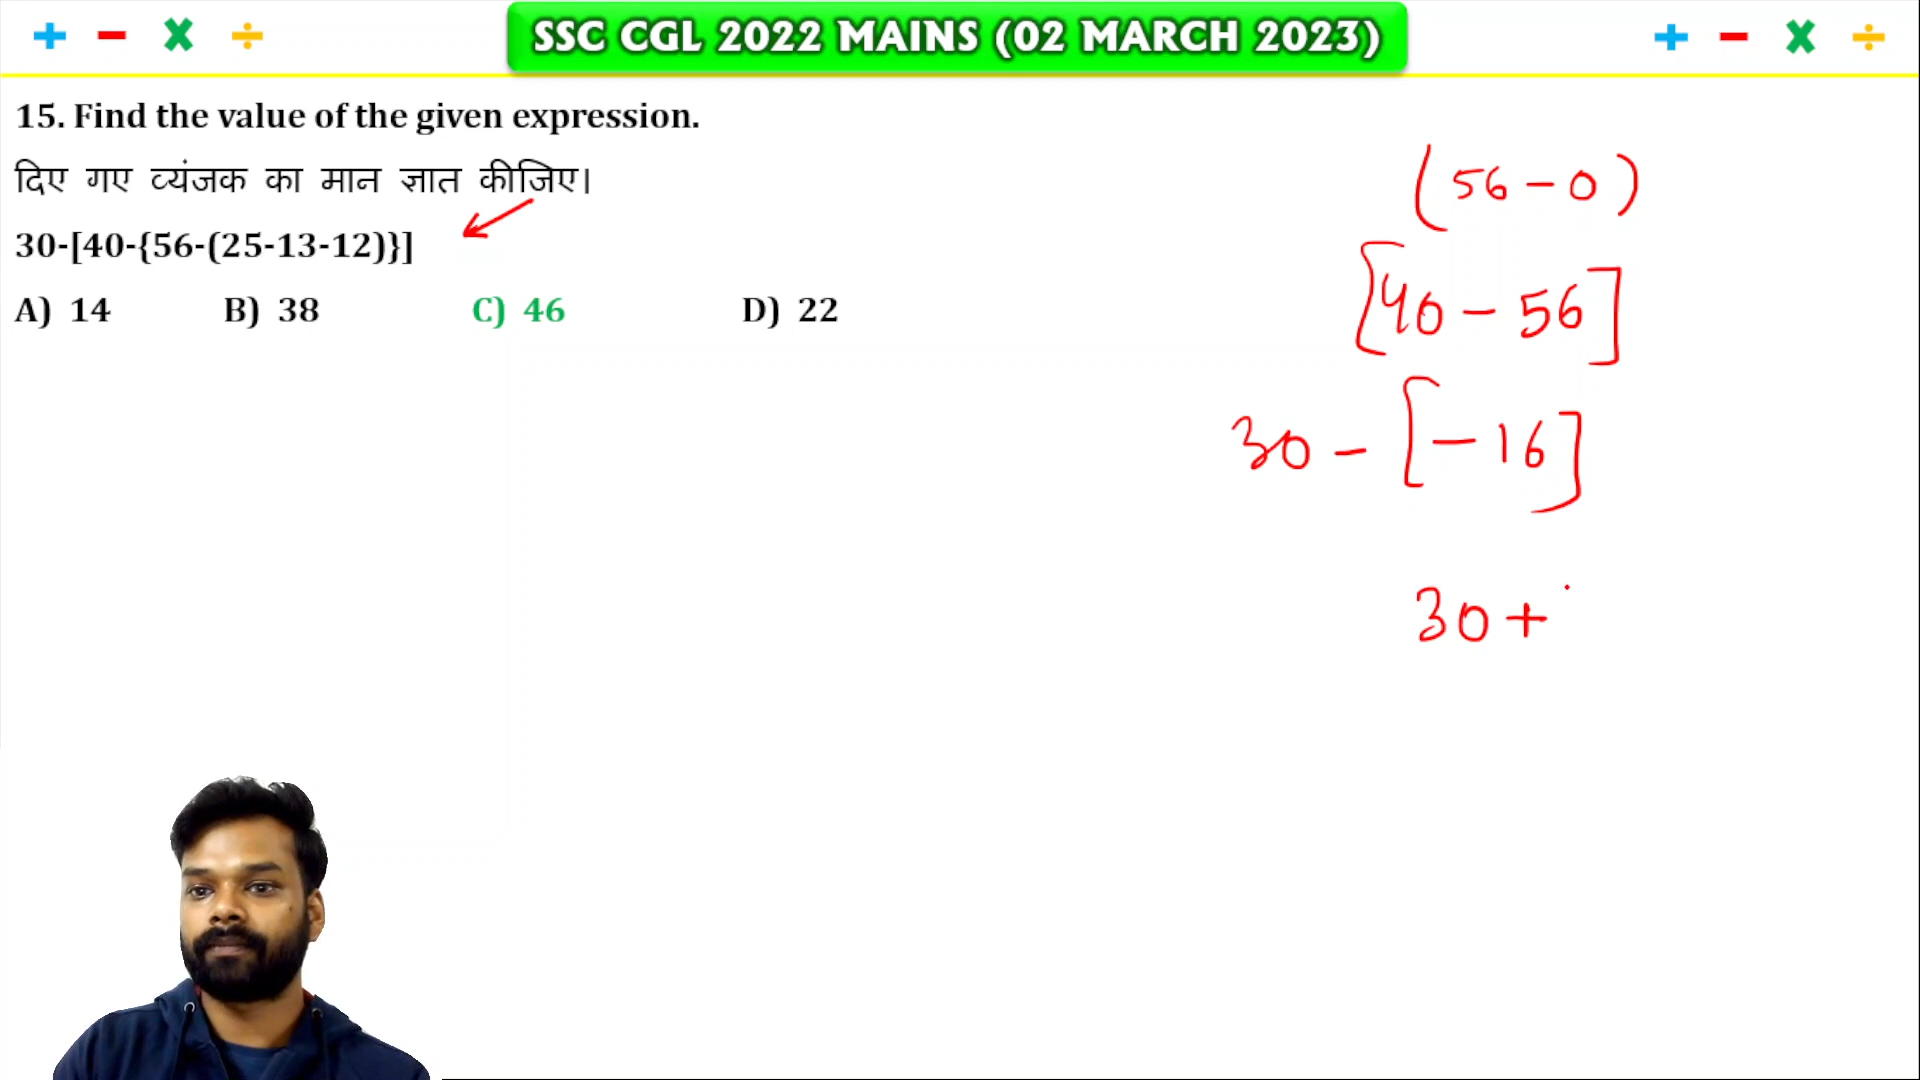 + - × ÷ SSC CGL 2022 MAINS (02 MARCH 2023) + - × ÷
15. Find the value of the given expression.
दिए गए व्यंजक का मान ज्ञात कीजिए।
30-[40-{56-(25-13-12)}]
A) 14 B) 38 C) 46 D) 22
(56-0)
[40-56]
30-[-16]
30+